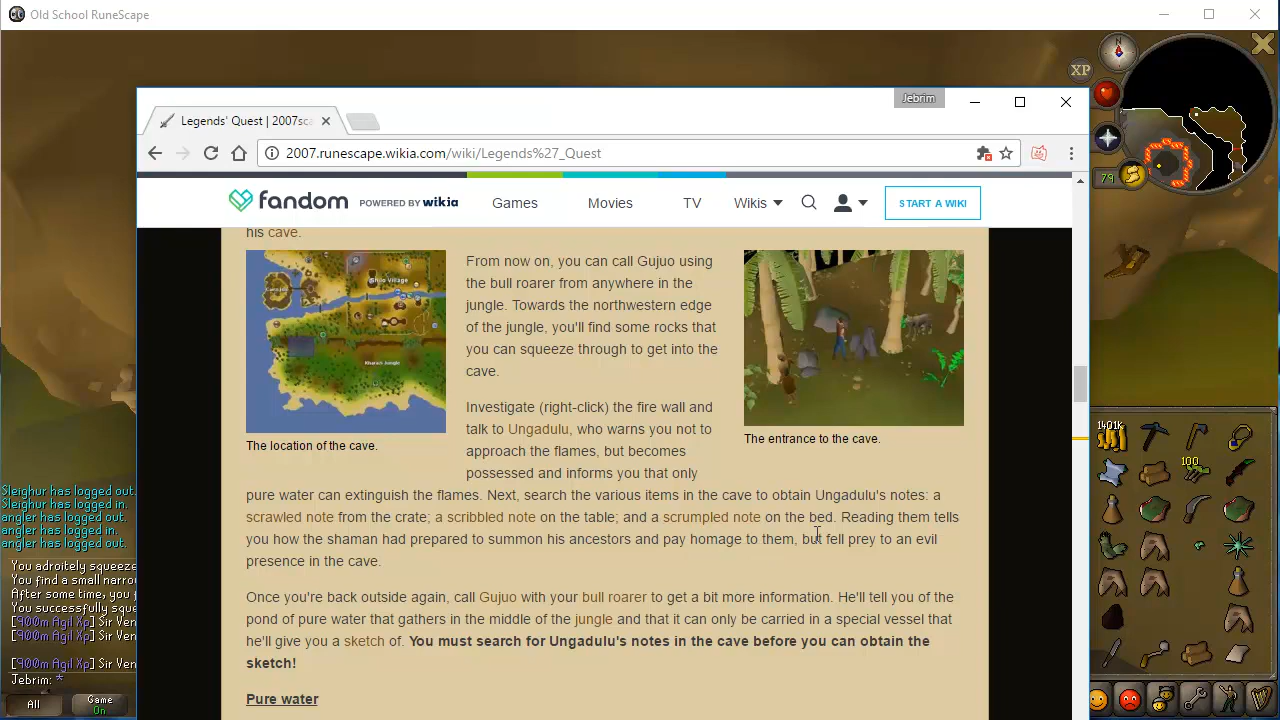 Old School RuneScape
XP
79
Jebrim
Legends' Quest | 2007sca
2007.runescape.wikia.com/wiki/Legends%27_Quest
fandom POWERED BY wikia Games Movies TV Wikis START A WIKI
his cave.
Shilo Village
Kharazi Jungle
The location of the cave.
From now on, you can call Gujuo using
the bull roarer from anywhere in the
jungle. Towards the northwestern edge
of the jungle, you'll find some rocks that
you can squeeze through to get into the
cave.
The entrance to the cave.
Investigate (right-click) the fire wall and
talk to Ungadulu, who warns you not to
approach the flames, but becomes
possessed and informs you that only
pure water can extinguish the flames. Next, search the various items in the cave to obtain Ungadulu's notes: a
scrawled note from the crate; a scribbled note on the table; and a scrumpled note on the bed. Reading them tells
you how the shaman had prepared to summon his ancestors and pay homage to them, but fell prey to an evil
presence in the cave.
Once you're back outside again, call Gujuo with your bull roarer to get a bit more information. He'll tell you of the
pond of pure water that gathers in the middle of the jungle and that it can only be carried in a special vessel that
he'll give you a sketch of. You must search for Ungadulu's notes in the cave before you can obtain the
sketch!
Pure water
Sleighur has logged out.
Sleighur has logged in.
angler has logged out.
angler has logged in.
angler has logged out.
You adroitely squeeze
You find a small narro
After some time, you
You successfully sque
[900m Agil Xp] Sir Ven
[900m Agil Xp] Sir Ven
[900m Agil Xp] Sir Ven
Jebrim: *
All
Game
On
1401K
100